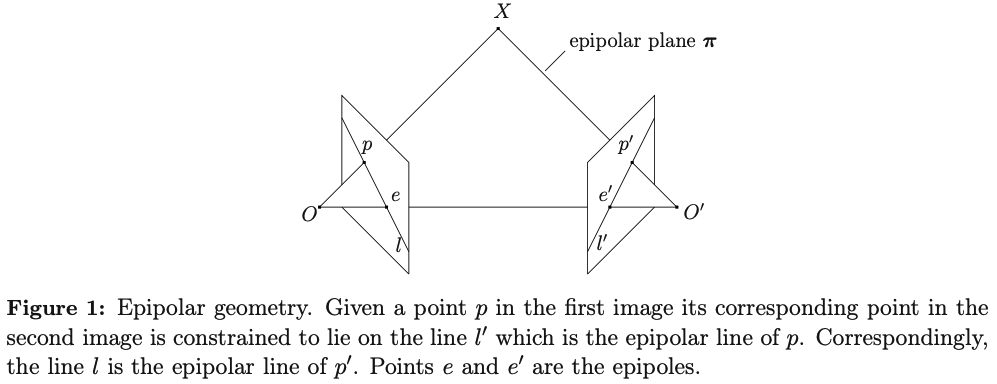 X
epipolar plane π
p
p′
e
e′
O
O′
l
l′
Figure 1: Epipolar geometry. Given a point p in the first image its corresponding point in the
second image is constrained to lie on the line l′ which is the epipolar line of p. Correspondingly,
the line l is the epipolar line of p′. Points e and e′ are the epipoles.